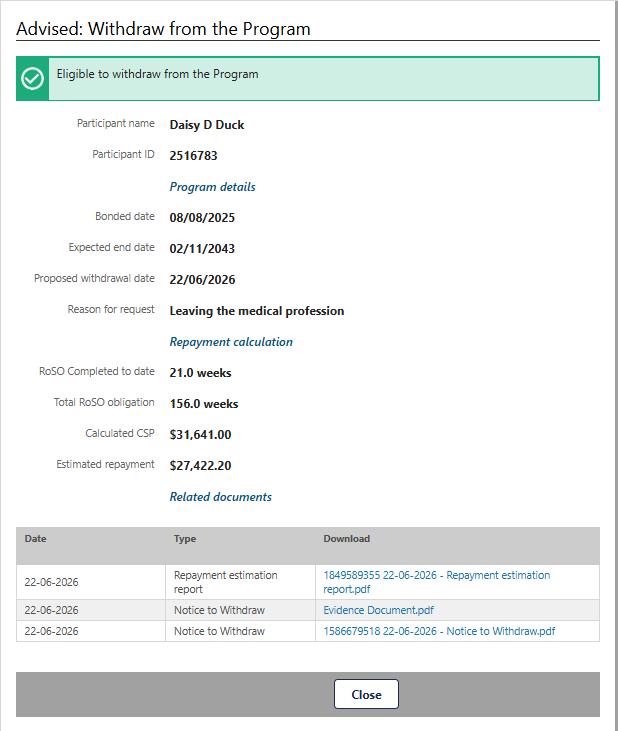 Advised: Withdraw from the Program
Eligible to withdraw from the Program
Participant name Daisy D Duck
Participant ID 2516783
Program details
Bonded date 08/08/2025
Expected end date 02/11/2043
Proposed withdrawal date 22/06/2026
Reason for request Leaving the medical profession
Repayment calculation
RoSO Completed to date 21.0 weeks
Total RoSO obligation 156.0 weeks
Calculated CSP $31,641.00
Estimated repayment $27,422.20
Related documents
Date Type Download
22-06-2026 Repayment estimation report 1849589355 22-06-2026 - Repayment estimation report.pdf
22-06-2026 Notice to Withdraw Evidence Document.pdf
22-06-2026 Notice to Withdraw 1586679518 22-06-2026 - Notice to Withdraw.pdf
Close